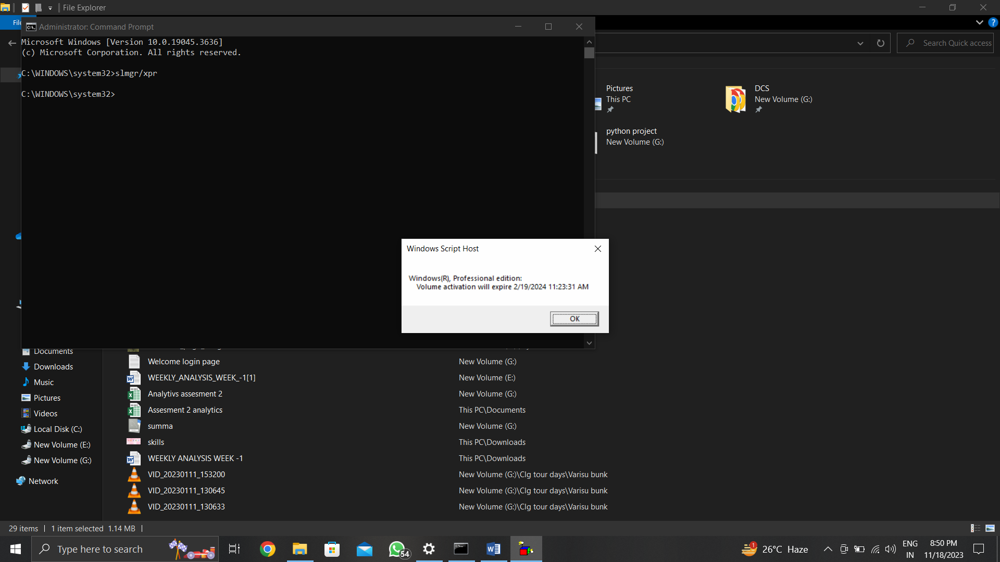 File Explorer
File
Administrator: Command Prompt
Microsoft Windows [Version 10.0.19045.3636]
(c) Microsoft Corporation. All rights reserved.
C:\WINDOWS\system32>slmgr/xpr
C:\WINDOWS\system32>
Search Quick access
Pictures
This PC
DCS
New Volume (G:)
python project
New Volume (G:)
Windows Script Host
Windows(R), Professional edition:
Volume activation will expire 2/19/2024 11:23:31 AM
OK
Documents
Downloads
Music
Pictures
Videos
Local Disk (C:)
New Volume (E:)
New Volume (G:)
Network
Welcome login page New Volume (G:)
WEEKLY_ANALYSIS_WEEK_-1[1] New Volume (E:)
Analytivs assesment 2 New Volume (G:)
Assesment 2 analytics This PC\Documents
summa New Volume (G:)
skills This PC\Downloads
WEEKLY ANALYSIS WEEK -1 This PC\Downloads
VID_20230111_153200 New Volume (G:)\Clg tour days\Varisu bunk
VID_20230111_130645 New Volume (G:)\Clg tour days\Varisu bunk
VID_20230111_130633 New Volume (G:)\Clg tour days\Varisu bunk
29 items 1 item selected 1.14 MB
Type here to search
54
1
26°C Haze
ENG
IN
8:50 PM
11/18/2023